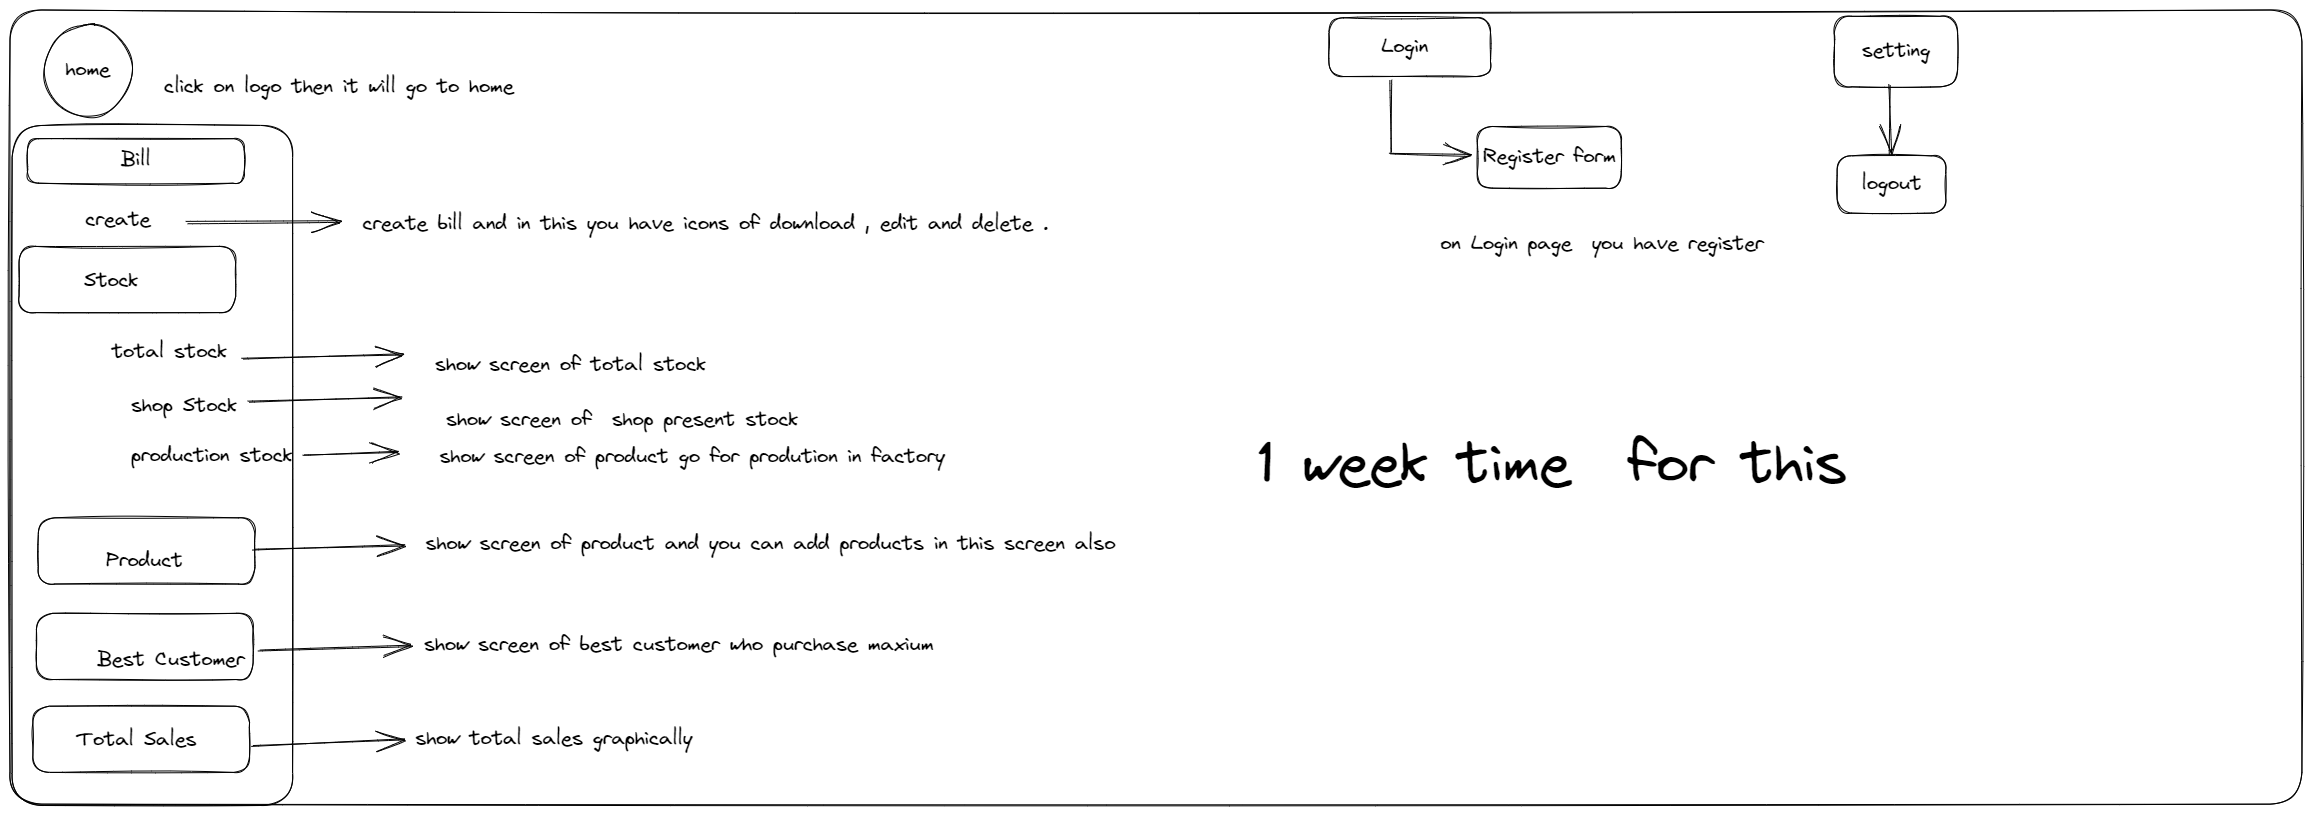 home
click on logo then it will go to home
Login
setting
Register form
logout
on Login page you have register
Bill
create
create bill and in this you have icons of download , edit and delete .
Stock
total stock
show screen of total stock
shop Stock
show screen of shop present stock
production stock
show screen of product go for prodution in factory
1 week time for this
Product
show screen of product and you can add products in this screen also
Best Customer
show screen of best customer who purchase maxium
Total Sales
show total sales graphically